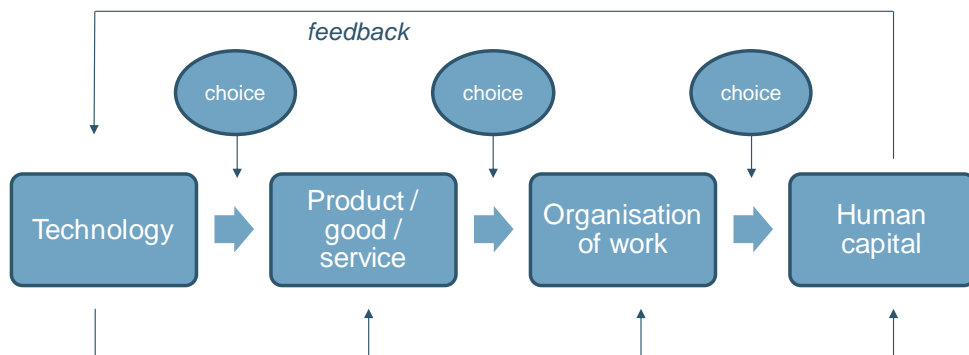 feedback
choice
choice
choice
Technology
Product /
good /
service
Organisation
of work
Human
capital